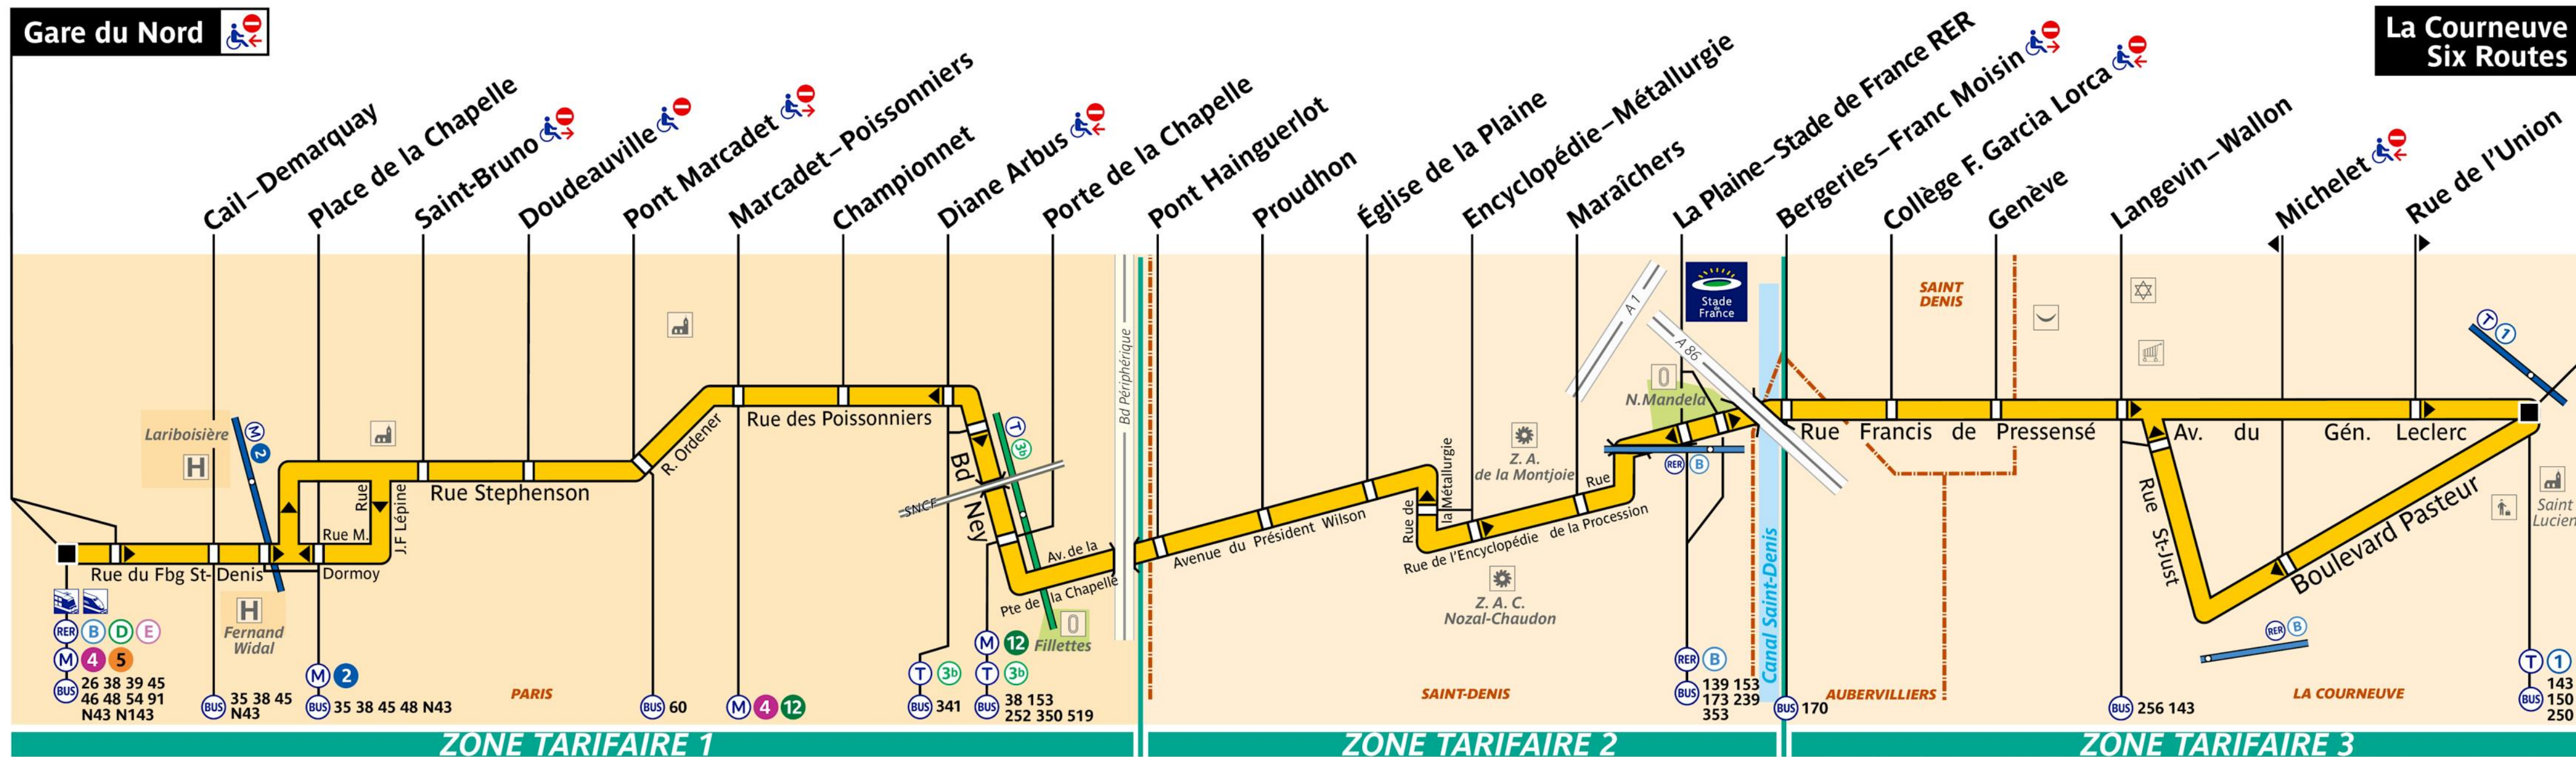 Gare du Nord
La Courneuve
Six Routes
Cail–Demarquay
Place de la Chapelle
Saint-Bruno
Doudeauville
Pont Marcadet
Marcadet–Poissonniers
Championnet
Diane Arbus
Porte de la Chapelle
Pont Hainguerlot
Proudhon
Église de la Plaine
Encyclopédie–Métallurgie
Maraîchers
La Plaine–Stade de France RER
Bergeries–Franc Moisin
Collège F. Garcia Lorca
Genève
Langevin–Wallon
Michelet
Rue de l'Union
Lariboisière
H
M
2
Rue du Fbg St-Denis
H
Fernand
Widal
Rue M.
Dormoy
Rue
J.F Lépine
Rue Stephenson
R. Ordener
Rue des Poissonniers
Bd Ney
SNCF
T
3b
Av. de la
Pte de la Chapelle
Fillettes
Bd Périphérique
Avenue du Président Wilson
Rue de
la Métallurgie
Rue de l'Encyclopédie de la Procession
Rue
Z. A.
de la Montjoie
Z. A. C.
Nozal-Chaudon
A 1
A 86
Stade
de
France
N.Mandela
RER B
Canal Saint-Denis
SAINT
DENIS
Rue Francis de Pressensé
Av. du Gén. Leclerc
Rue St-Just
Boulevard Pasteur
T 1
RER B
Saint
Lucien
RER B D E
M 4 5
BUS 26 38 39 45
46 48 54 91
N43 N143
BUS 35 38 45
N43
M 2
BUS 35 38 45 48 N43
PARIS
BUS 60
M 4 12
T 3b
BUS 341
M 12
T 3b
BUS 38 153
252 350 519
SAINT-DENIS
RER B
BUS 139 153
173 239
353
BUS 170
AUBERVILLIERS
BUS 256 143
LA COURNEUVE
T 1
BUS 143
150
250
ZONE TARIFAIRE 1
ZONE TARIFAIRE 2
ZONE TARIFAIRE 3